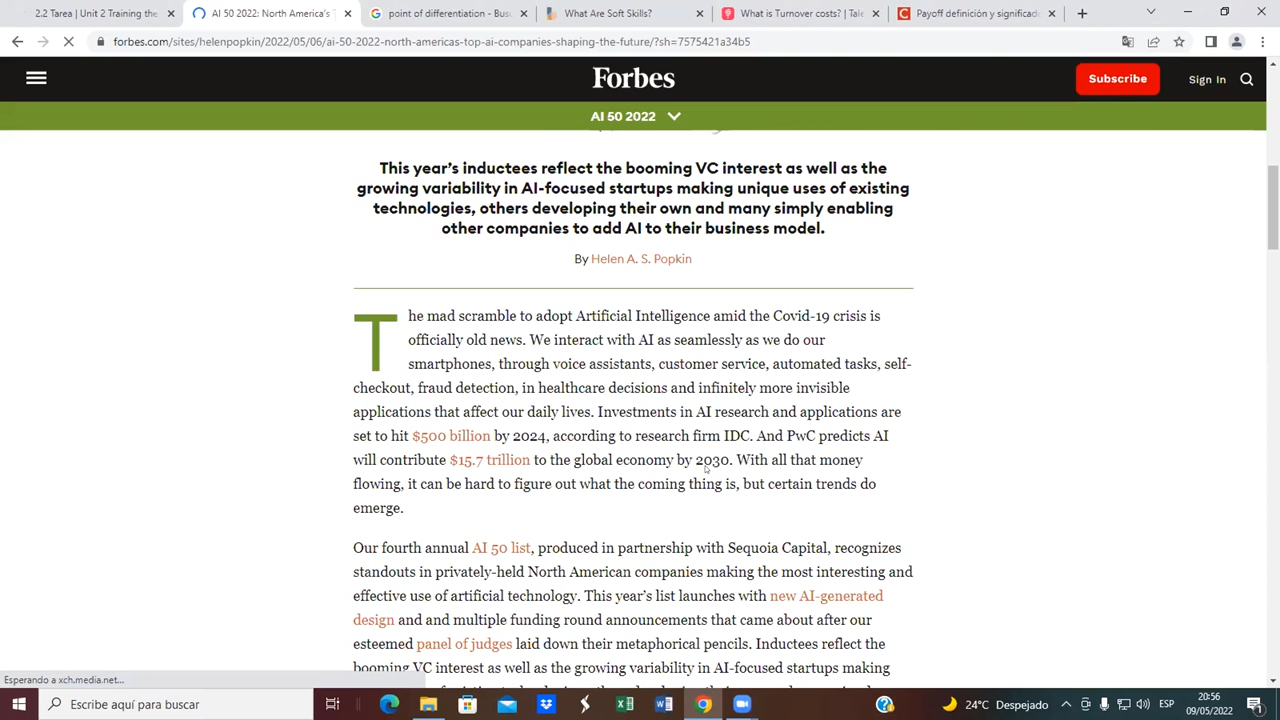 2.2 Tarea | Unit 2 Training the
AI 50 2022: North America's
point of differentiation - Busc
What Are Soft Skills?
What is Turnover costs? | Tale
Payoff definición y significado
forbes.com/sites/helenpopkin/2022/05/06/ai-50-2022-north-americas-top-ai-companies-shaping-the-future/?sh=7575421a34b5
Forbes
Subscribe
Sign In
AI 50 2022
This year's inductees reflect the booming VC interest as well as the
growing variability in AI-focused startups making unique uses of existing
technologies, others developing their own and many simply enabling
other companies to add AI to their business model.
By Helen A. S. Popkin
The mad scramble to adopt Artificial Intelligence amid the Covid-19 crisis is
officially old news. We interact with AI as seamlessly as we do our
smartphones, through voice assistants, customer service, automated tasks, self-
checkout, fraud detection, in healthcare decisions and infinitely more invisible
applications that affect our daily lives. Investments in AI research and applications are
set to hit $500 billion by 2024, according to research firm IDC. And PwC predicts AI
will contribute $15.7 trillion to the global economy by 2030. With all that money
flowing, it can be hard to figure out what the coming thing is, but certain trends do
emerge.
Our fourth annual AI 50 list, produced in partnership with Sequoia Capital, recognizes
standouts in privately-held North American companies making the most interesting and
effective use of artificial technology. This year's list launches with new AI-generated
design and and multiple funding round announcements that came about after our
esteemed panel of judges laid down their metaphorical pencils. Inductees reflect the
booming VC interest as well as the growing variability in AI-focused startups making
Esperando a xch.media.net...
Escribe aquí para buscar
24°C Despejado
ESP
20:56
09/05/2022